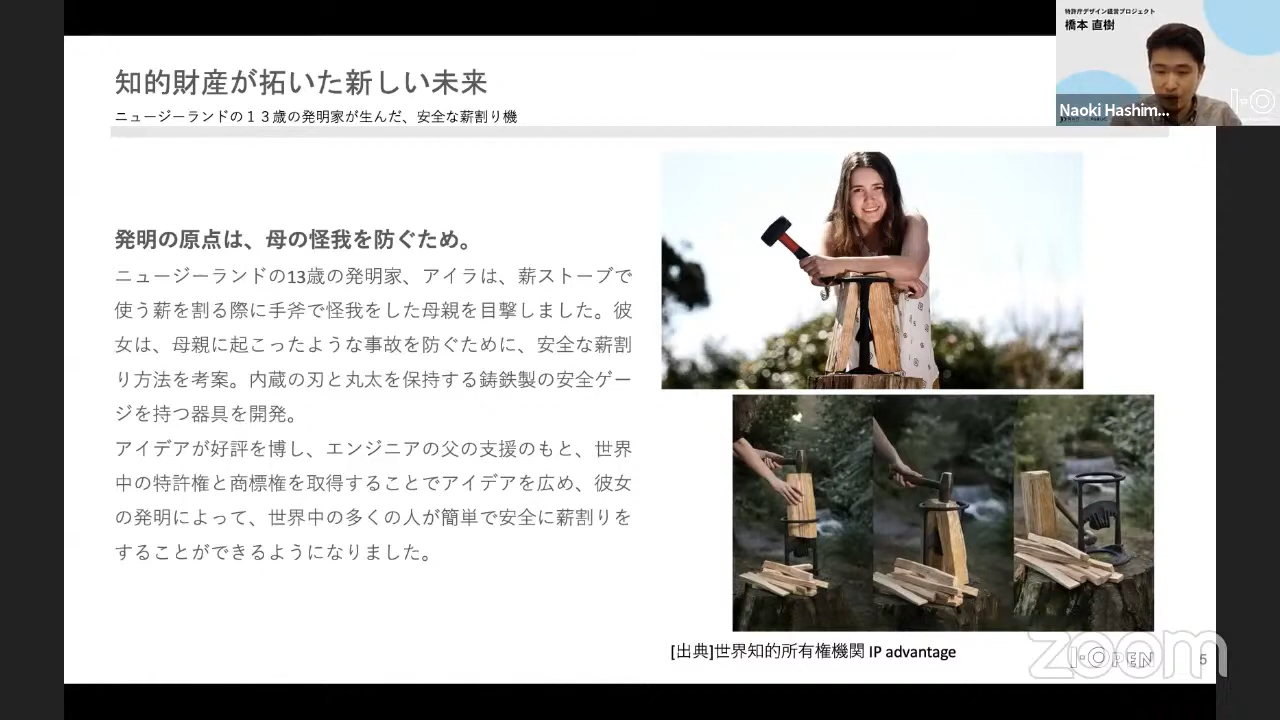 知的財産が拓いた新しい未来
ニュージーランドの１３歳の発明家が生んだ、安全な薪割り機
発明の原点は、母の怪我を防ぐため。
ニュージーランドの13歳の発明家、アイラは、薪ストーブで
使う薪を割る際に手斧で怪我をした母親を目撃しました。彼
女は、母親に起こったような事故を防ぐために、安全な薪割
り方法を考案。内蔵の刃と丸太を保持する鋳鉄製の安全ゲー
ジを持つ器具を開発。
アイデアが好評を博し、エンジニアの父の支援のもと、世界
中の特許権と商標権を取得することでアイデアを広め、彼女
の発明によって、世界中の多くの人が簡単で安全に薪割りを
することができるようになりました。
[出典]世界知的所有権機関 IP advantage
I-OPEN
zoom
5
特許庁デザイン経営プロジェクト
橋本 直樹
I-O
Naoki Hashim...